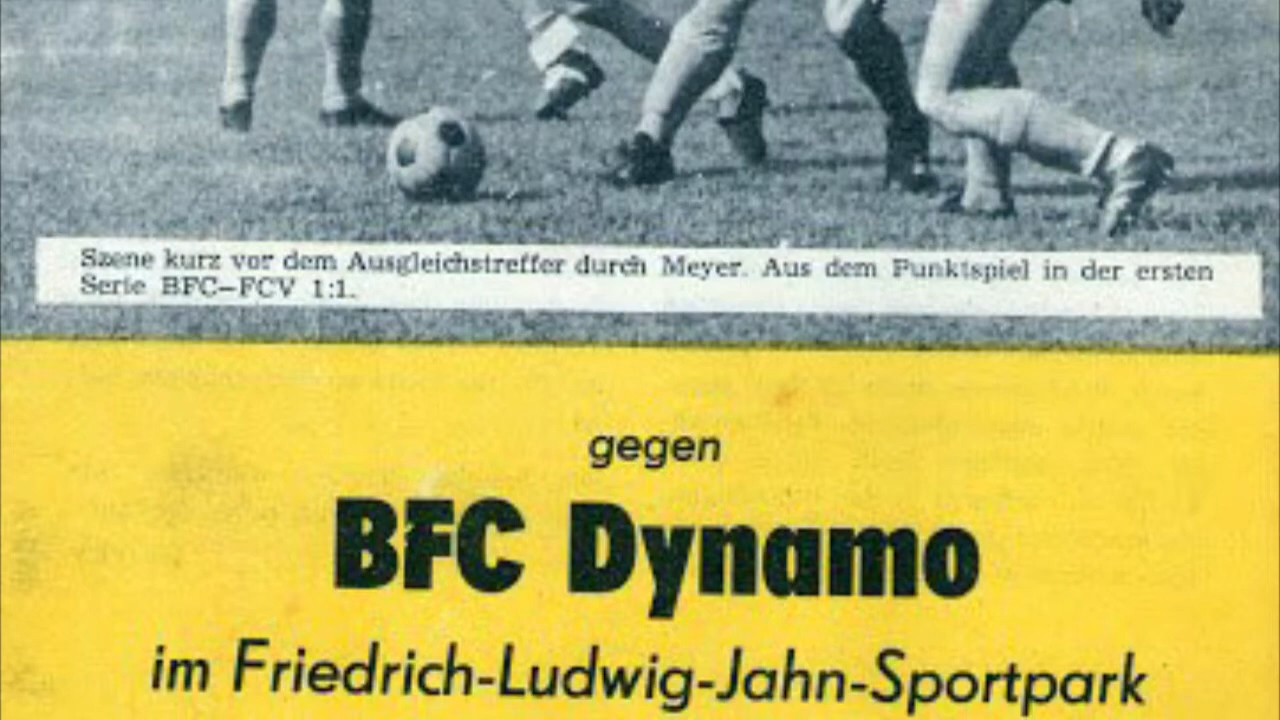 Szene kurz vor dem Ausgleichstreffer durch Meyer. Aus dem Punktspiel in der ersten
Serie BFC–FCV 1:1.
gegen
BFC Dynamo
im Friedrich-Ludwig-Jahn-Sportpark